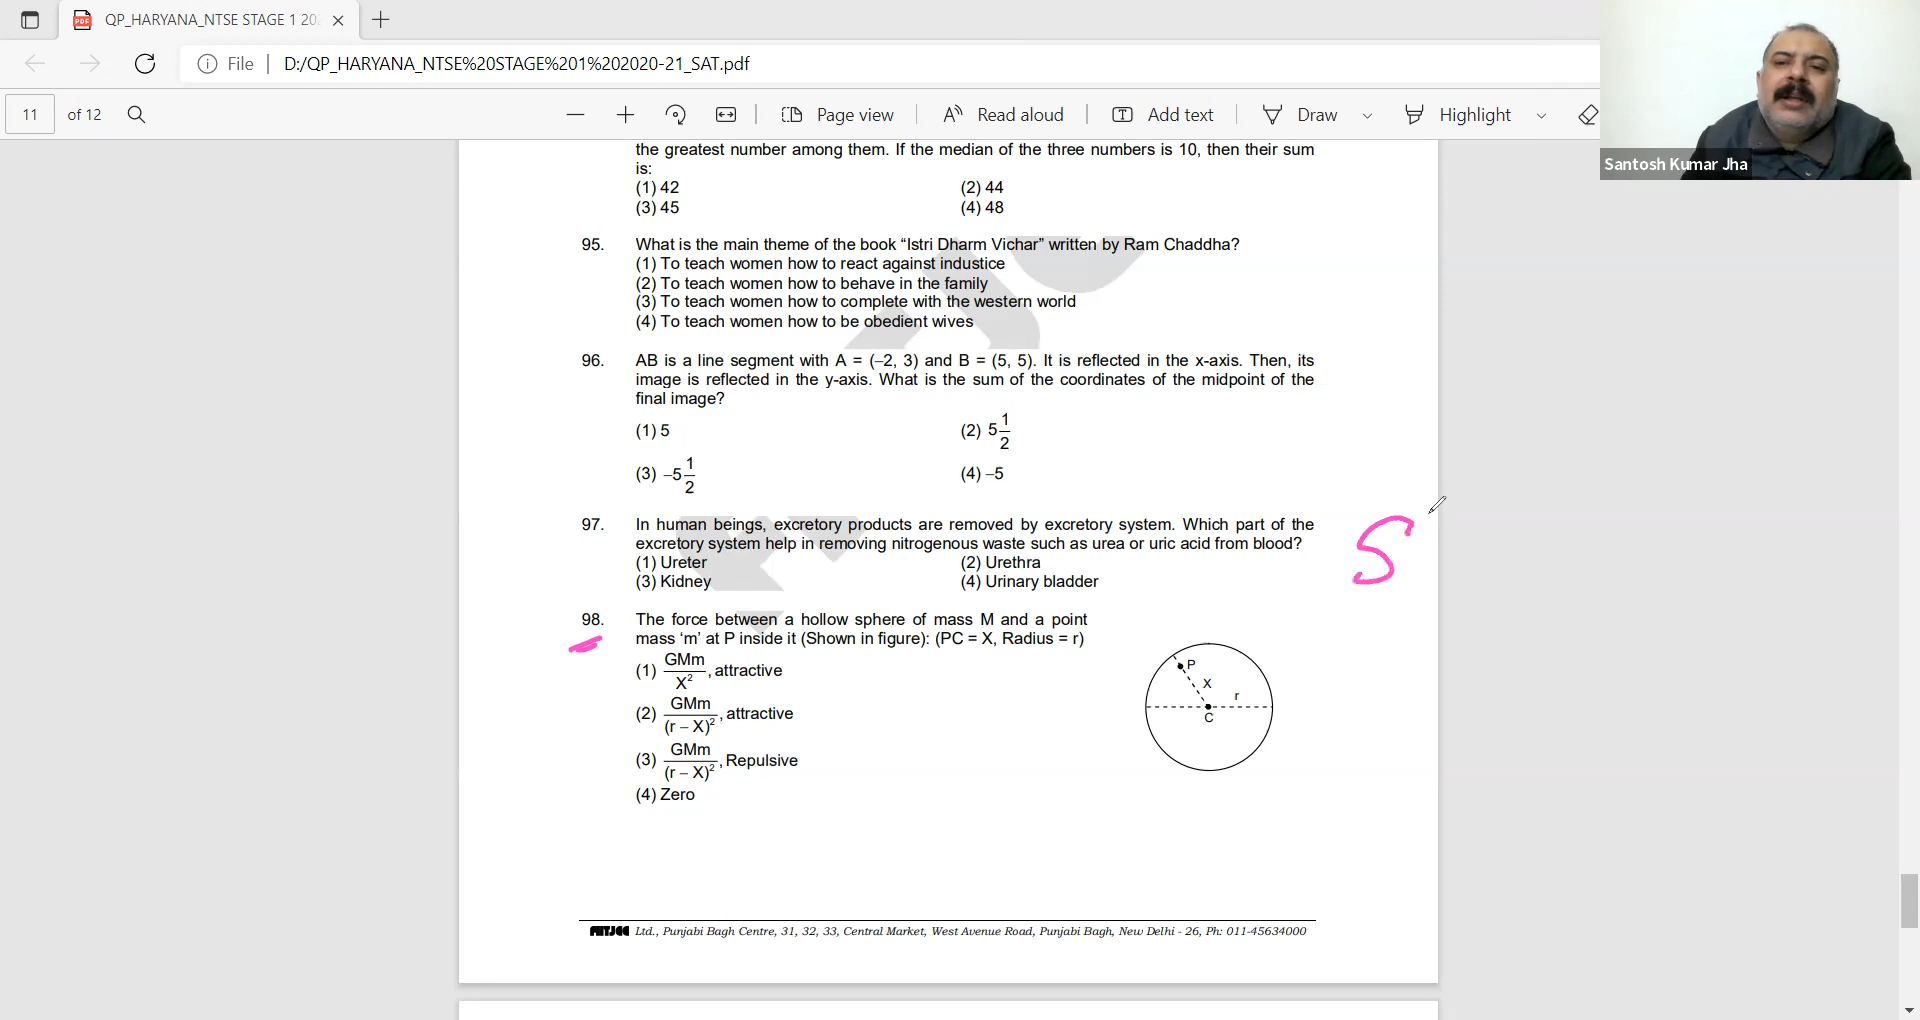 QP_HARYANA_NTSE STAGE 1 20
File
D:/QP_HARYANA_NTSE%20STAGE%201%202020-21_SAT.pdf
11 of 12
Page view
Read aloud
Add text
Draw
Highlight
Santosh Kumar Jha
the greatest number among them. If the median of the three numbers is 10, then their sum
is:
(1) 42 (2) 44
(3) 45 (4) 48
95. What is the main theme of the book “Istri Dharm Vichar” written by Ram Chaddha?
(1) To teach women how to react against industice
(2) To teach women how to behave in the family
(3) To teach women how to complete with the western world
(4) To teach women how to be obedient wives
96. AB is a line segment with A = (–2, 3) and B = (5, 5). It is reflected in the x-axis. Then, its
image is reflected in the y-axis. What is the sum of the coordinates of the midpoint of the
final image?
(1) 5 (2) 5 1/2
(3) –5 1/2 (4) –5
97. In human beings, excretory products are removed by excretory system. Which part of the
excretory system help in removing nitrogenous waste such as urea or uric acid from blood?
(1) Ureter (2) Urethra
(3) Kidney (4) Urinary bladder
S
98. The force between a hollow sphere of mass M and a point
mass ‘m’ at P inside it (Shown in figure): (PC = X, Radius = r)
(1) GMm/X², attractive
(2) GMm/(r – X)², attractive
(3) GMm/(r – X)², Repulsive
(4) Zero
P
X
r
C
FIITJEE Ltd., Punjabi Bagh Centre, 31, 32, 33, Central Market, West Avenue Road, Punjabi Bagh, New Delhi - 26, Ph: 011-45634000